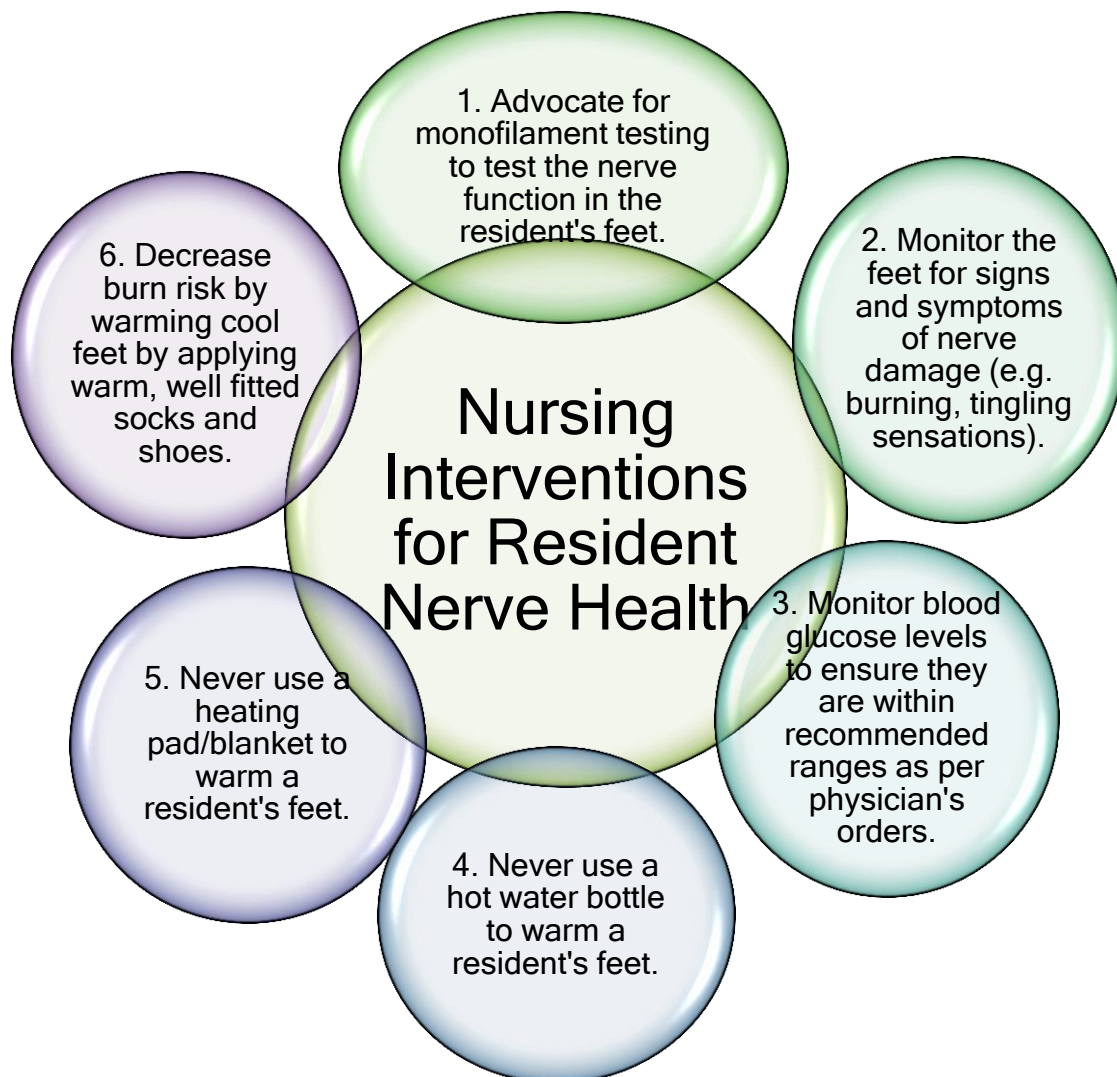 1. Advocate for
monofilament testing
to test the nerve
function in the
resident's feet.
2. Monitor the
feet for signs
and symptoms
of nerve
damage (e.g.
burning, tingling
sensations).
3. Monitor blood
glucose levels
to ensure they
are within
recommended
ranges as per
physician's
orders.
4. Never use a
hot water bottle
to warm a
resident's feet.
5. Never use a
heating
pad/blanket to
warm a
resident's feet.
6. Decrease
burn risk by
warming cool
feet by applying
warm, well fitted
socks and
shoes.
Nursing
Interventions
for Resident
Nerve Health